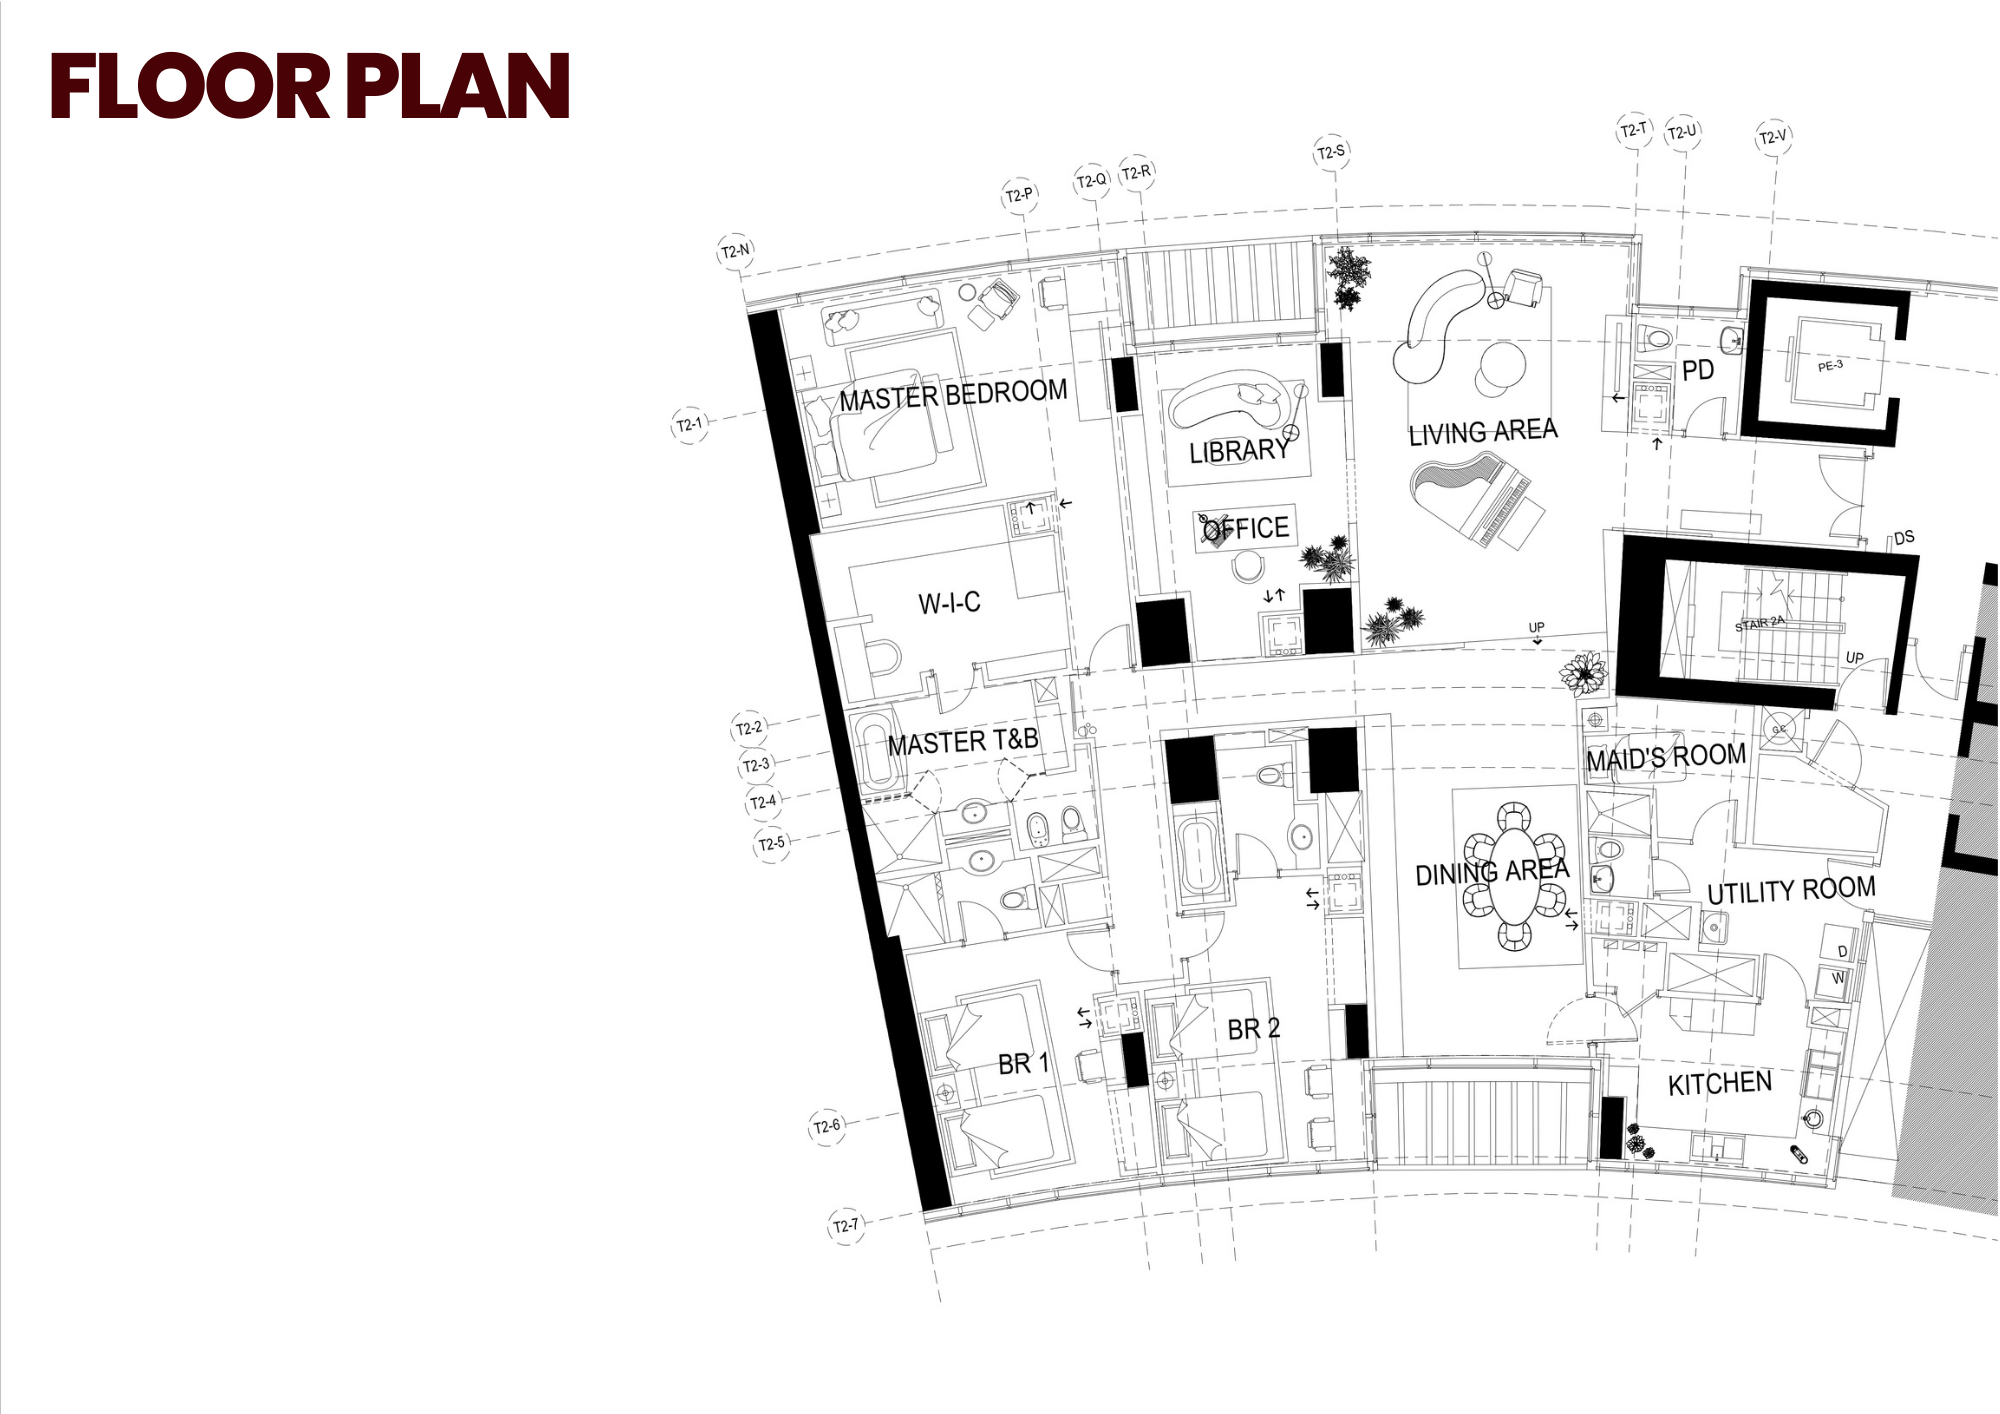 FLOOR PLAN
T2-T
T2-U
T2-V
T2-S
T2-R
T2-Q
T2-P
T2-N
PE-3
PD
MASTER BEDROOM
T2-1
LIVING AREA
LIBRARY
OFFICE
DS
W-I-C
STAIR 2A
UP
UP
T2-2
MASTER T&B
G.C.
MAID'S ROOM
T2-3
T2-4
T2-5
DINING AREA
UTILITY ROOM
D
W
BR 2
BR 1
KITCHEN
T2-6
T2-7